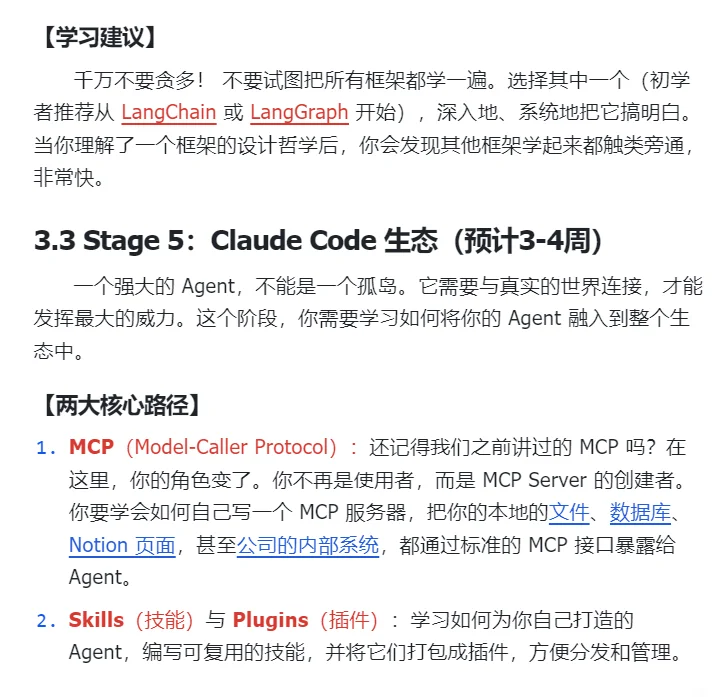 【学习建议】
千万不要贪多！ 不要试图把所有框架都学一遍。选择其中一个（初学
者推荐从 LangChain 或 LangGraph 开始），深入地、系统地把它搞明白。
当你理解了一个框架的设计哲学后，你会发现其他框架学起来都触类旁通，
非常快。
3.3 Stage 5：Claude Code 生态（预计3-4周）
一个强大的 Agent，不能是一个孤岛。它需要与真实的世界连接，才能
发挥最大的威力。这个阶段，你需要学习如何将你的 Agent 融入到整个生
态中。
【两大核心路径】
1. MCP（Model-Caller Protocol）：还记得我们之前讲过的 MCP 吗？在
这里，你的角色变了。你不再是使用者，而是 MCP Server 的创建者。
你要学会如何自己写一个 MCP 服务器，把你的本地的文件、数据库、
Notion 页面，甚至公司的内部系统，都通过标准的 MCP 接口暴露给
Agent。
2. Skills（技能）与 Plugins（插件）：学习如何为你自己打造的
Agent，编写可复用的技能，并将它们打包成插件，方便分发和管理。